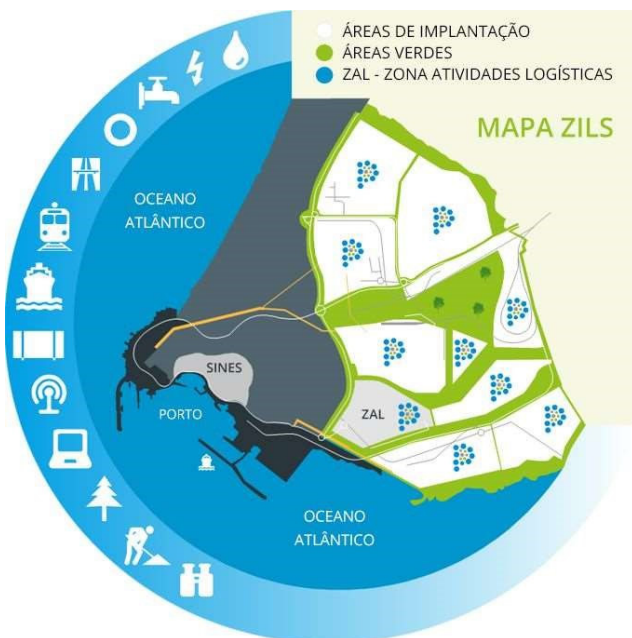 ÁREAS DE IMPLANTAÇÃO
ÁREAS VERDES
ZAL - ZONA ATIVIDADES LOGÍSTICAS
MAPA ZILS
OCEANO
ATLÂNTICO
SINES
PORTO
ZAL
OCEANO
ATLÂNTICO